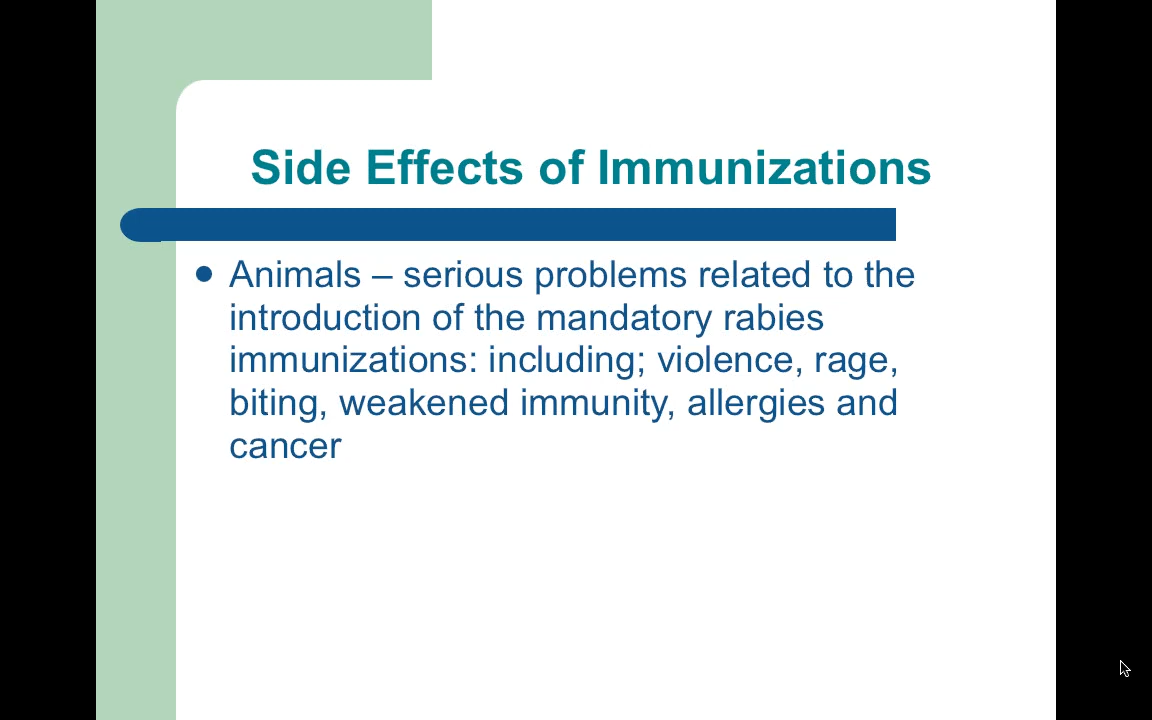 Side Effects of Immunizations
Animals – serious problems related to the
introduction of the mandatory rabies
immunizations: including; violence, rage,
biting, weakened immunity, allergies and
cancer